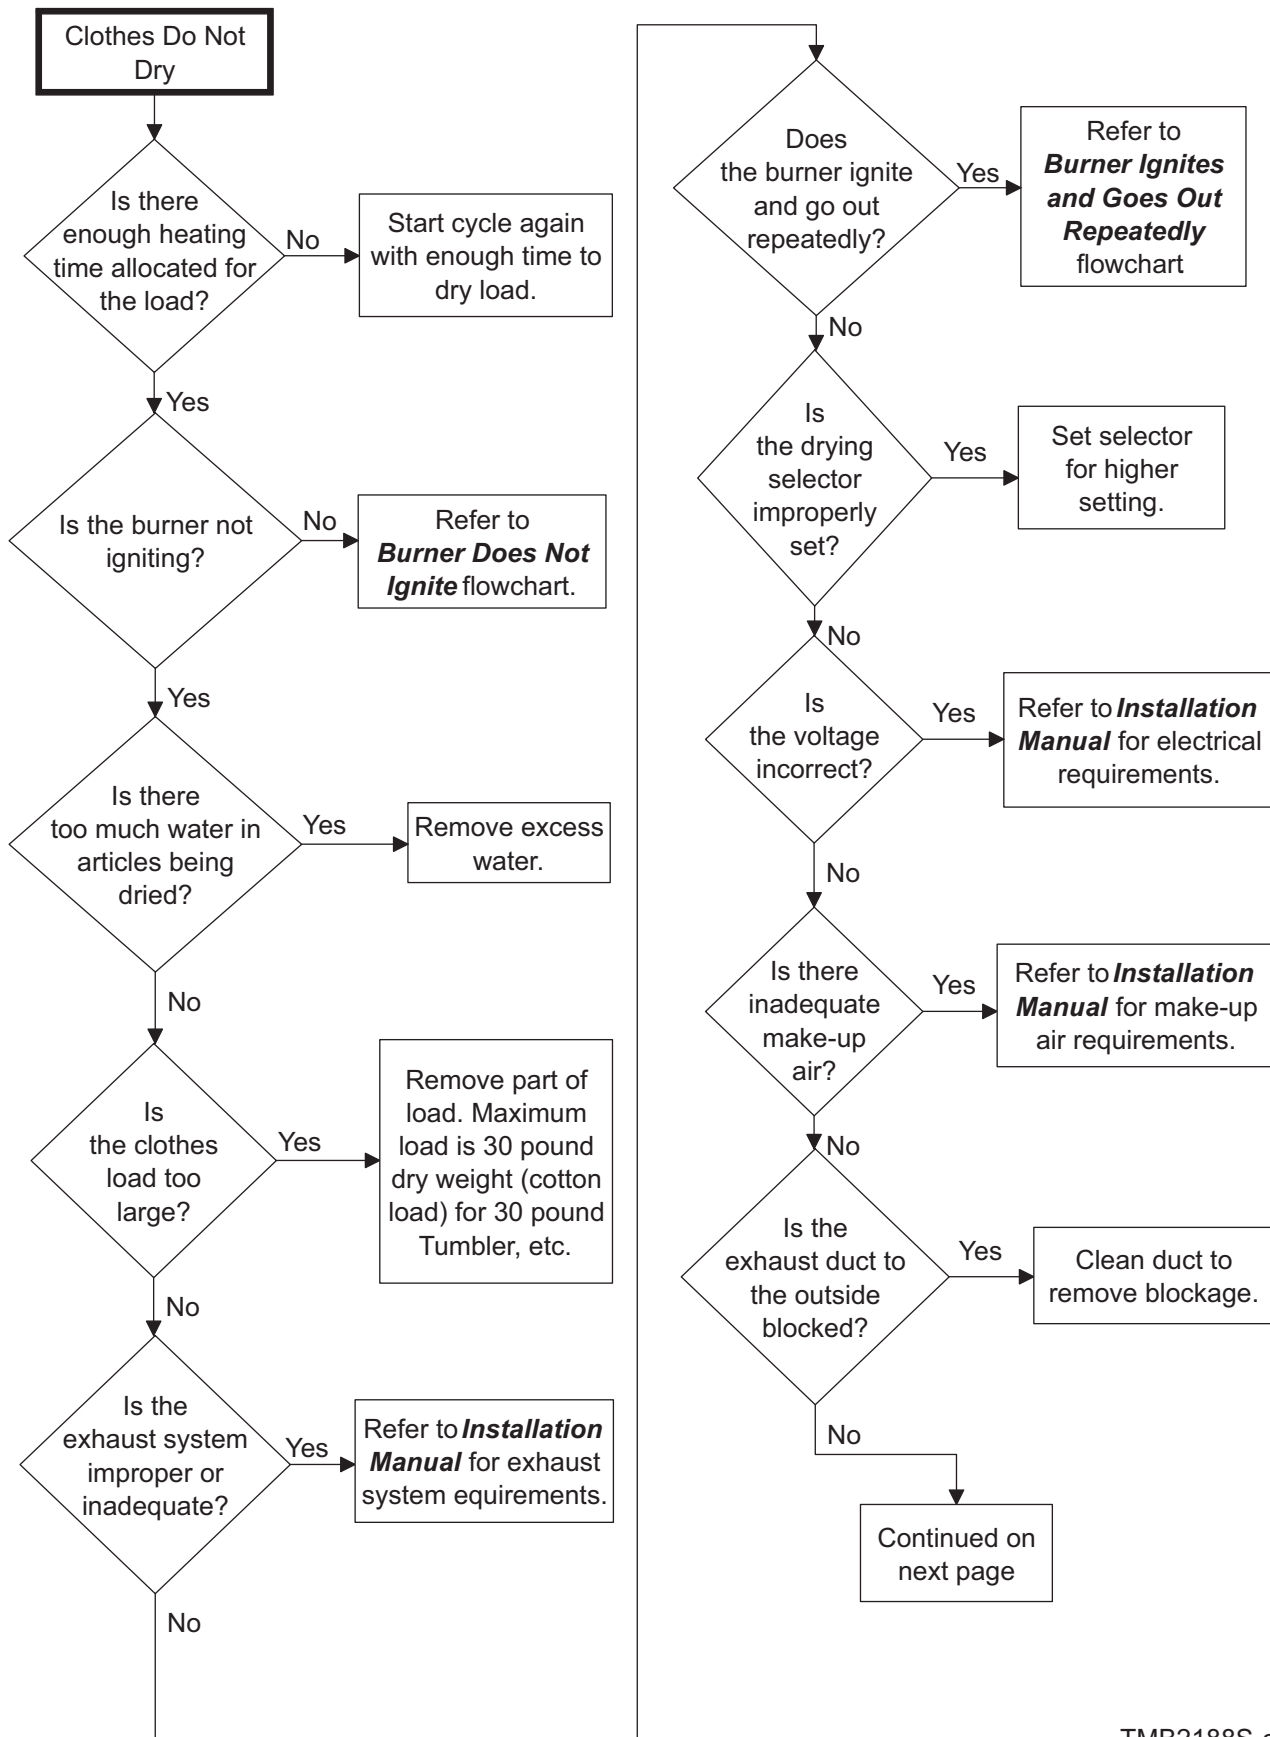 Clothes Do Not
Dry
Is there
enough heating
time allocated for
the load?
No
Start cycle again
with enough time to
dry load.
Yes
Is the burner not
igniting?
No
Refer to
Burner Does Not
Ignite flowchart.
Yes
Is there
too much water in
articles being
dried?
Yes
Remove excess
water.
No
Is
the clothes
load too
large?
Yes
Remove part of
load. Maximum
load is 30 pound
dry weight (cotton
load) for 30 pound
Tumbler, etc.
No
Is the
exhaust system
improper or
inadequate?
Yes
Refer to Installation
Manual for exhaust
system equirements.
No
Does
the burner ignite
and go out
repeatedly?
Yes
Refer to
Burner Ignites
and Goes Out
Repeatedly
flowchart
No
Is
the drying
selector
improperly
set?
Yes
Set selector
for higher
setting.
No
Is
the voltage
incorrect?
Yes
Refer to Installation
Manual for electrical
requirements.
No
Is there
inadequate
make-up
air?
Yes
Refer to Installation
Manual for make-up
air requirements.
No
Is the
exhaust duct to
the outside
blocked?
Yes
Clean duct to
remove blockage.
No
Continued on
next page